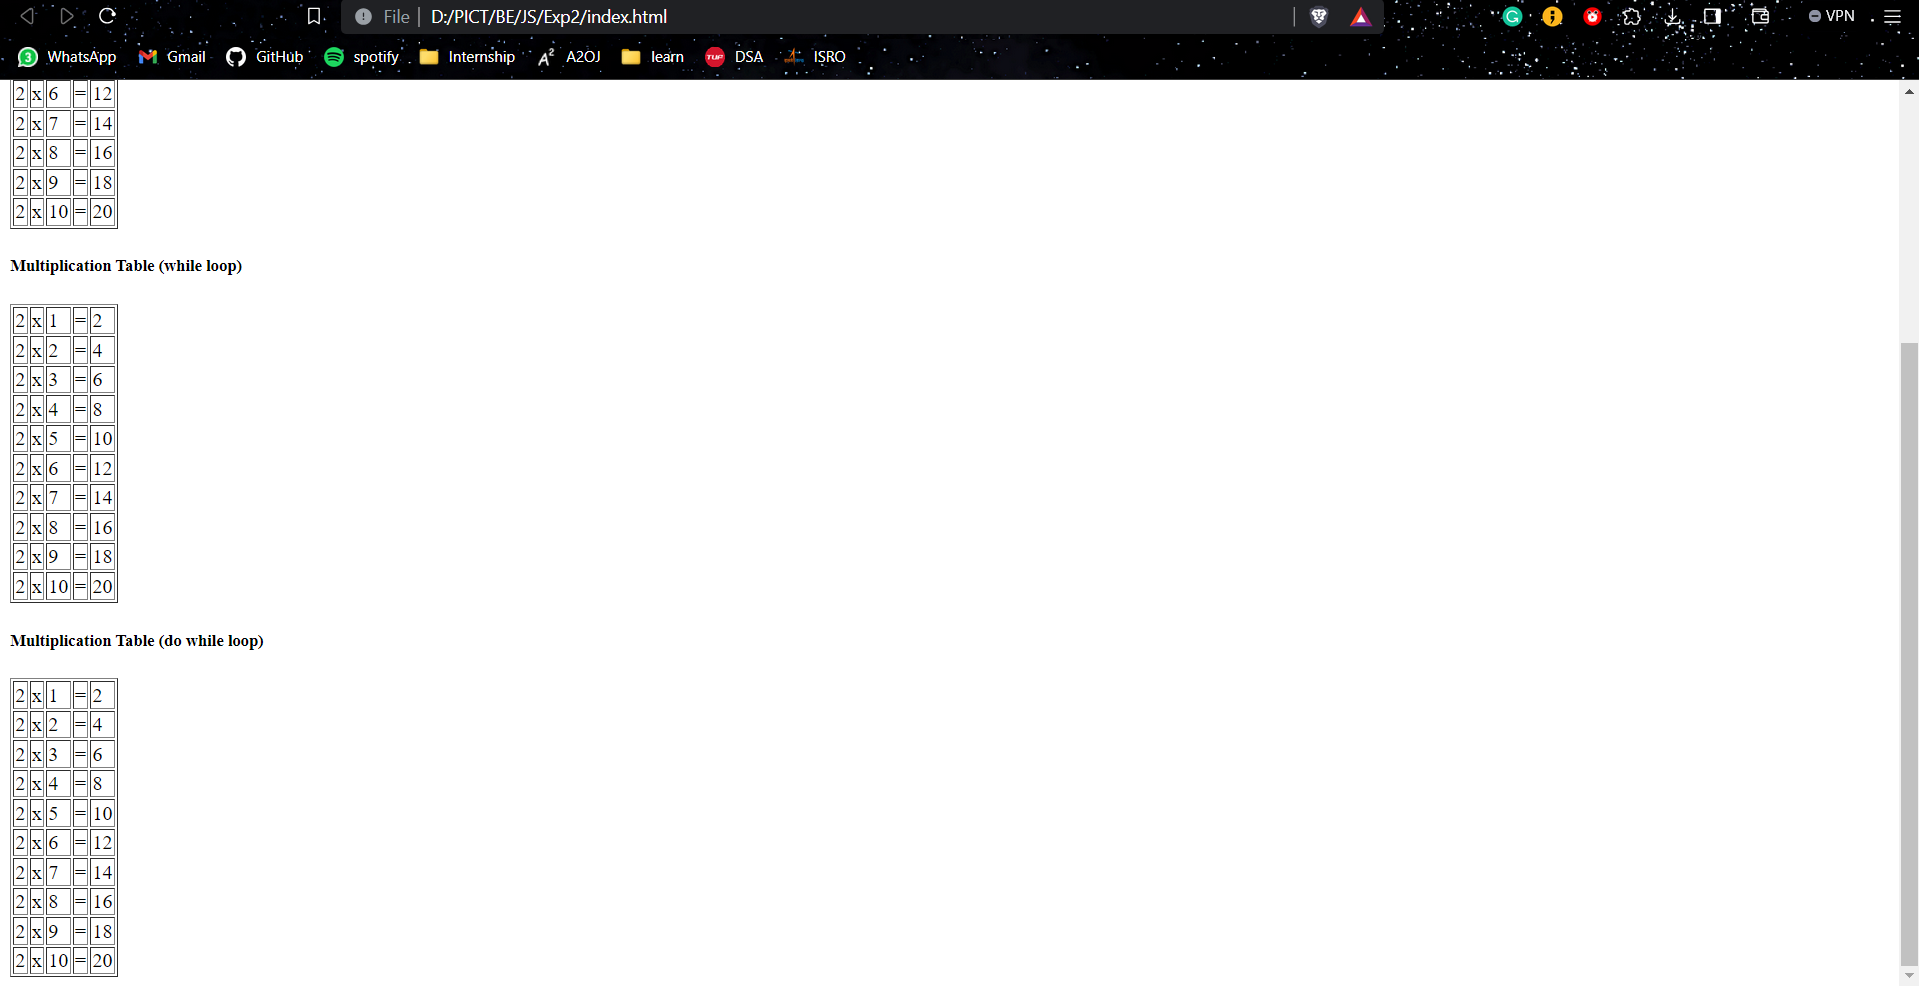 File D:/PICT/BE/JS/Exp2/index.html VPN
3 WhatsApp Gmail GitHub spotify Internship A2OJ learn TUF DSA ISRO
2 x 6 = 12
2 x 7 = 14
2 x 8 = 16
2 x 9 = 18
2 x 10 = 20
Multiplication Table (while loop)
2 x 1 = 2
2 x 2 = 4
2 x 3 = 6
2 x 4 = 8
2 x 5 = 10
2 x 6 = 12
2 x 7 = 14
2 x 8 = 16
2 x 9 = 18
2 x 10 = 20
Multiplication Table (do while loop)
2 x 1 = 2
2 x 2 = 4
2 x 3 = 6
2 x 4 = 8
2 x 5 = 10
2 x 6 = 12
2 x 7 = 14
2 x 8 = 16
2 x 9 = 18
2 x 10 = 20